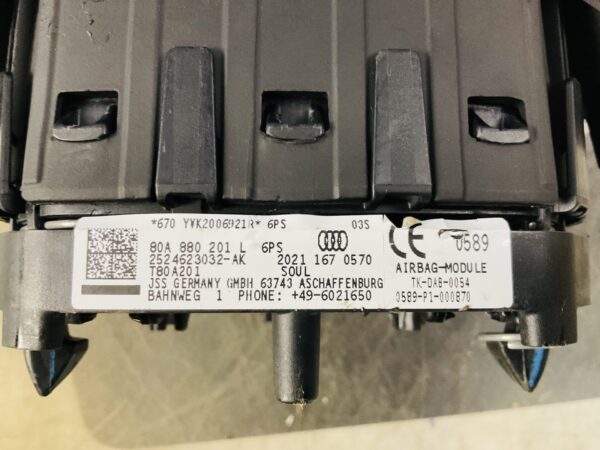 *670 YVK2006921R* 6PS 03S
80A 880 201 L 6PS
2524623032-AK 2021 167 0570
T80A201 SOUL
JSS GERMANY GMBH 63743 ASCHAFFENBURG
BAHNWEG 1 PHONE: +49-6021650
CE 0589
AIRBAG-MODULE
TK-DAB-0054
0589-P1-000870